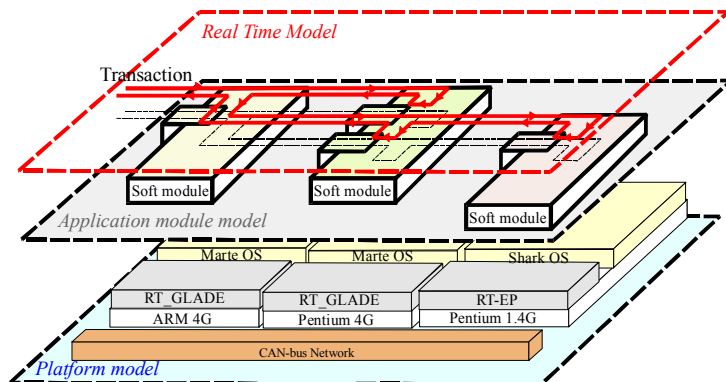 Real Time Model
Transaction
Soft module
Soft module
Soft module
Application module model
Marte OS
Marte OS
Shark OS
RT_GLADE
RT_GLADE
RT-EP
ARM 4G
Pentium 4G
Pentium 1.4G
CAN-bus Network
Platform model